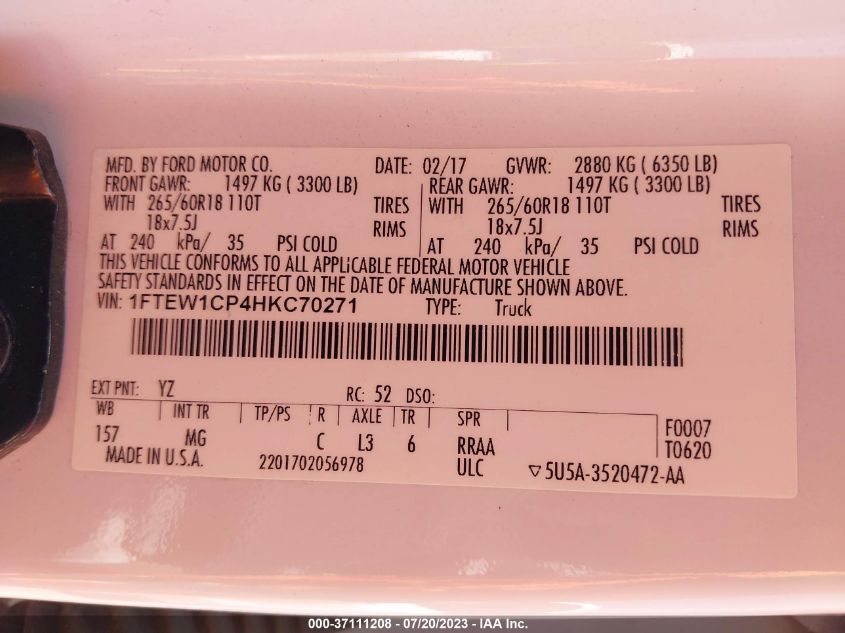 MFD. BY FORD MOTOR CO. DATE: 02/17 GVWR: 2880 KG ( 6350 LB)
FRONT GAWR: 1497 KG ( 3300 LB) REAR GAWR: 1497 KG ( 3300 LB)
WITH 265/60R18 110T TIRES WITH 265/60R18 110T TIRES
18x7.5J RIMS 18x7.5J RIMS
AT 240 kPa/ 35 PSI COLD AT 240 kPa/ 35 PSI COLD
THIS VEHICLE CONFORMS TO ALL APPLICABLE FEDERAL MOTOR VEHICLE
SAFETY STANDARDS IN EFFECT ON THE DATE OF MANUFACTURE SHOWN ABOVE.
VIN: 1FTEW1CP4HKC70271 TYPE: Truck
EXT PNT: YZ RC: 52 DSO:
WB INT TR TP/PS R AXLE TR SPR F0007
157 MG C L3 6 RRAA T0620
MADE IN U.S.A. 2201702056978 ULC ▽5U5A-3520472-AA
000-37111208 - 07/20/2023 - IAA Inc.